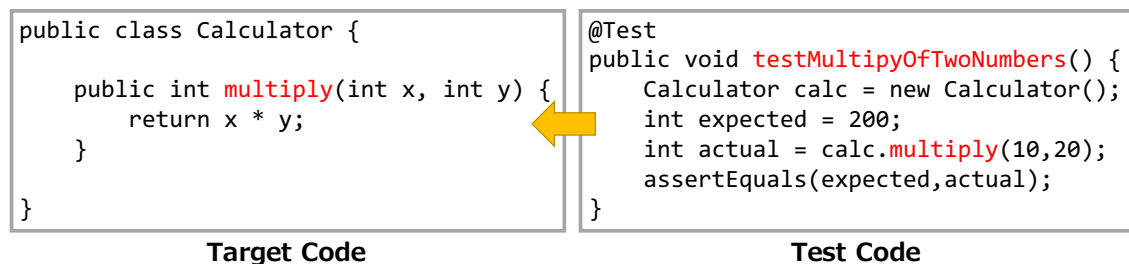 public class Calculator {
public int multiply(int x, int y) {
return x * y;
}
}
Target Code
@Test
public void testMultipyOfTwoNumbers() {
Calculator calc = new Calculator();
int expected = 200;
int actual = calc.multiply(10,20);
assertEquals(expected,actual);
}
Test Code